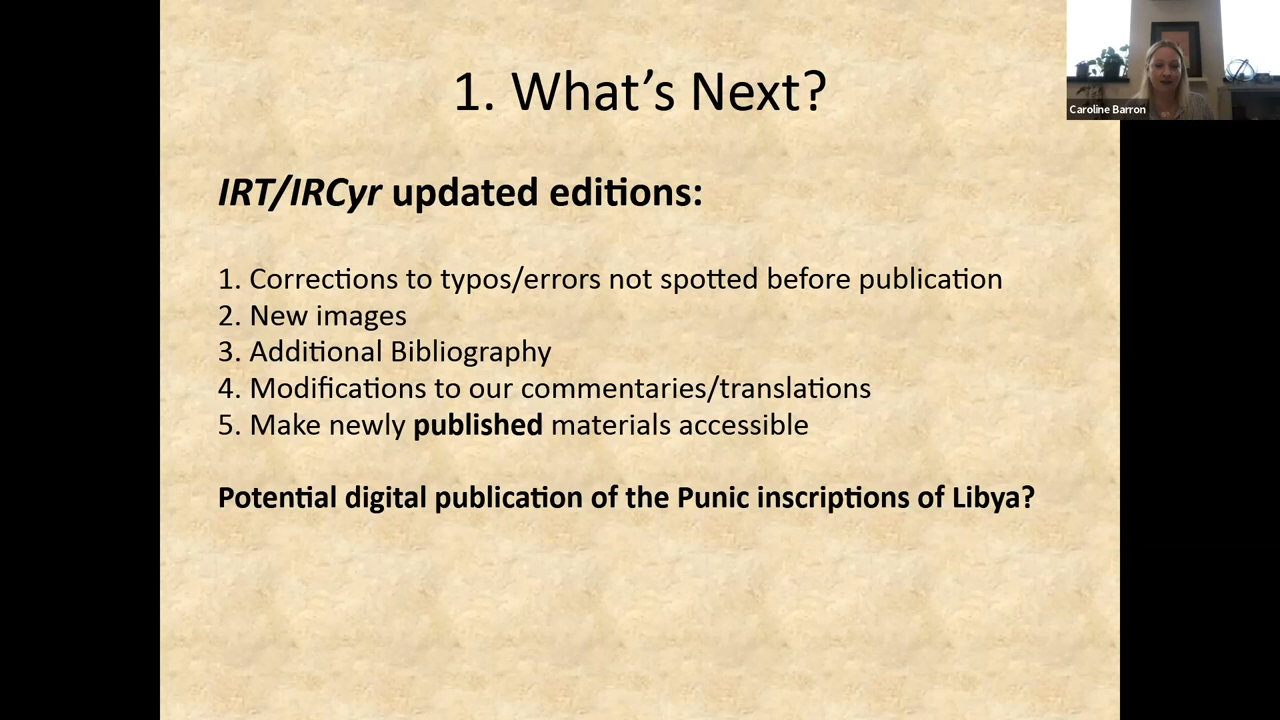 1. What's Next?
Caroline Barron
IRT/IRCyr updated editions:
1. Corrections to typos/errors not spotted before publication
2. New images
3. Additional Bibliography
4. Modifications to our commentaries/translations
5. Make newly published materials accessible
Potential digital publication of the Punic inscriptions of Libya?